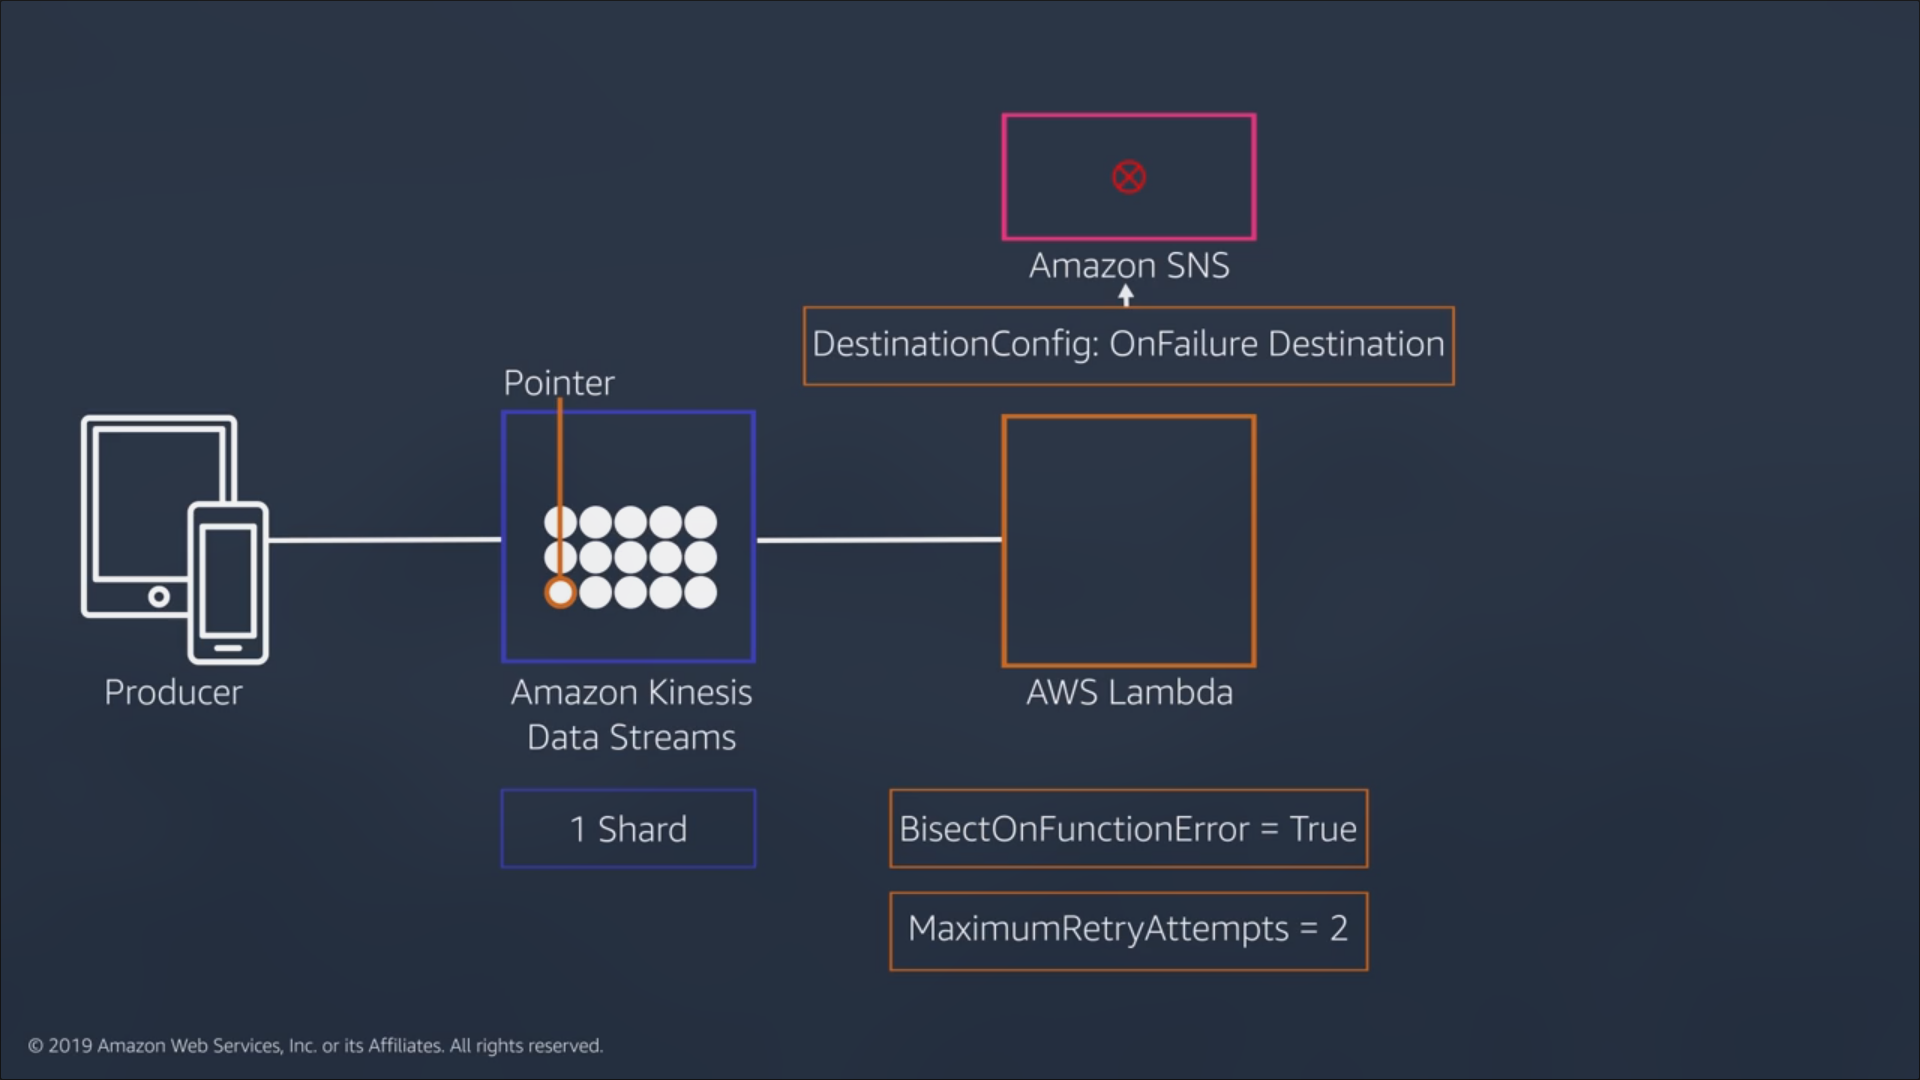 Amazon SNS
DestinationConfig: OnFailure Destination
Pointer
Producer
Amazon Kinesis
Data Streams
AWS Lambda
1 Shard
BisectOnFunctionError = True
MaximumRetryAttempts = 2
© 2019 Amazon Web Services, Inc. or its Affiliates. All rights reserved.